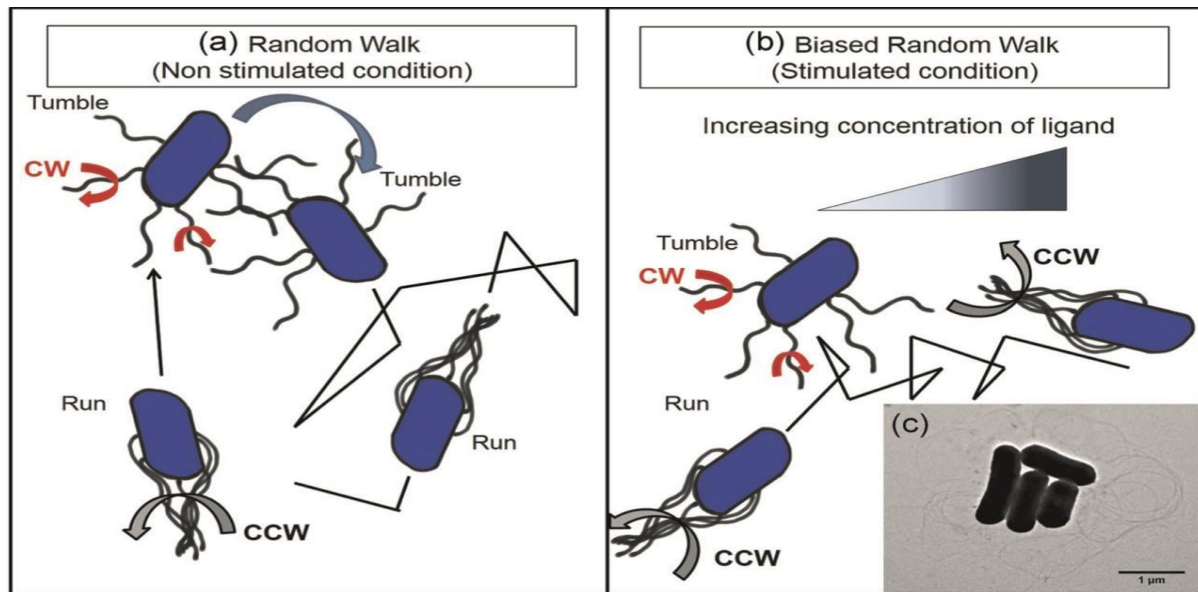 (a) Random Walk
(Non stimulated condition)
Tumble
CW
Tumble
Run
Run
CCW
(b) Biased Random Walk
(Stimulated condition)
Increasing concentration of ligand
Tumble
CW
CCW
Run
CCW
(c)
1 µm